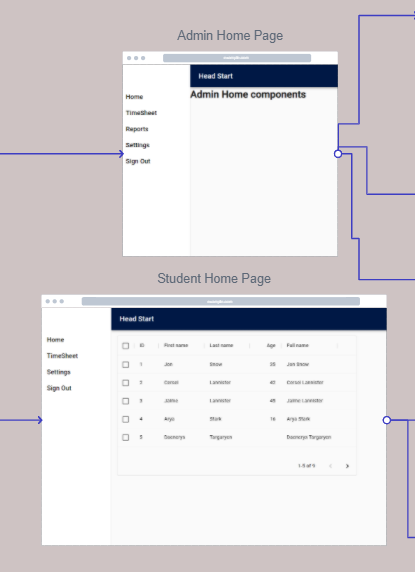 Admin Home Page
example.com
Head Start
Admin Home components
Home
TimeSheet
Reports
Settings
Sign Out
Student Home Page
example.com
Head Start
Home
TimeSheet
Settings
Sign Out
ID First name Last name Age Full name
1 Jon Snow 35 Jon Snow
2 Cersei Lannister 42 Cersei Lannister
3 Jaime Lannister 45 Jaime Lannister
4 Arya Stark 16 Arya Stark
5 Daenerys Targaryen Daenerys Targaryen
1-5 of 9